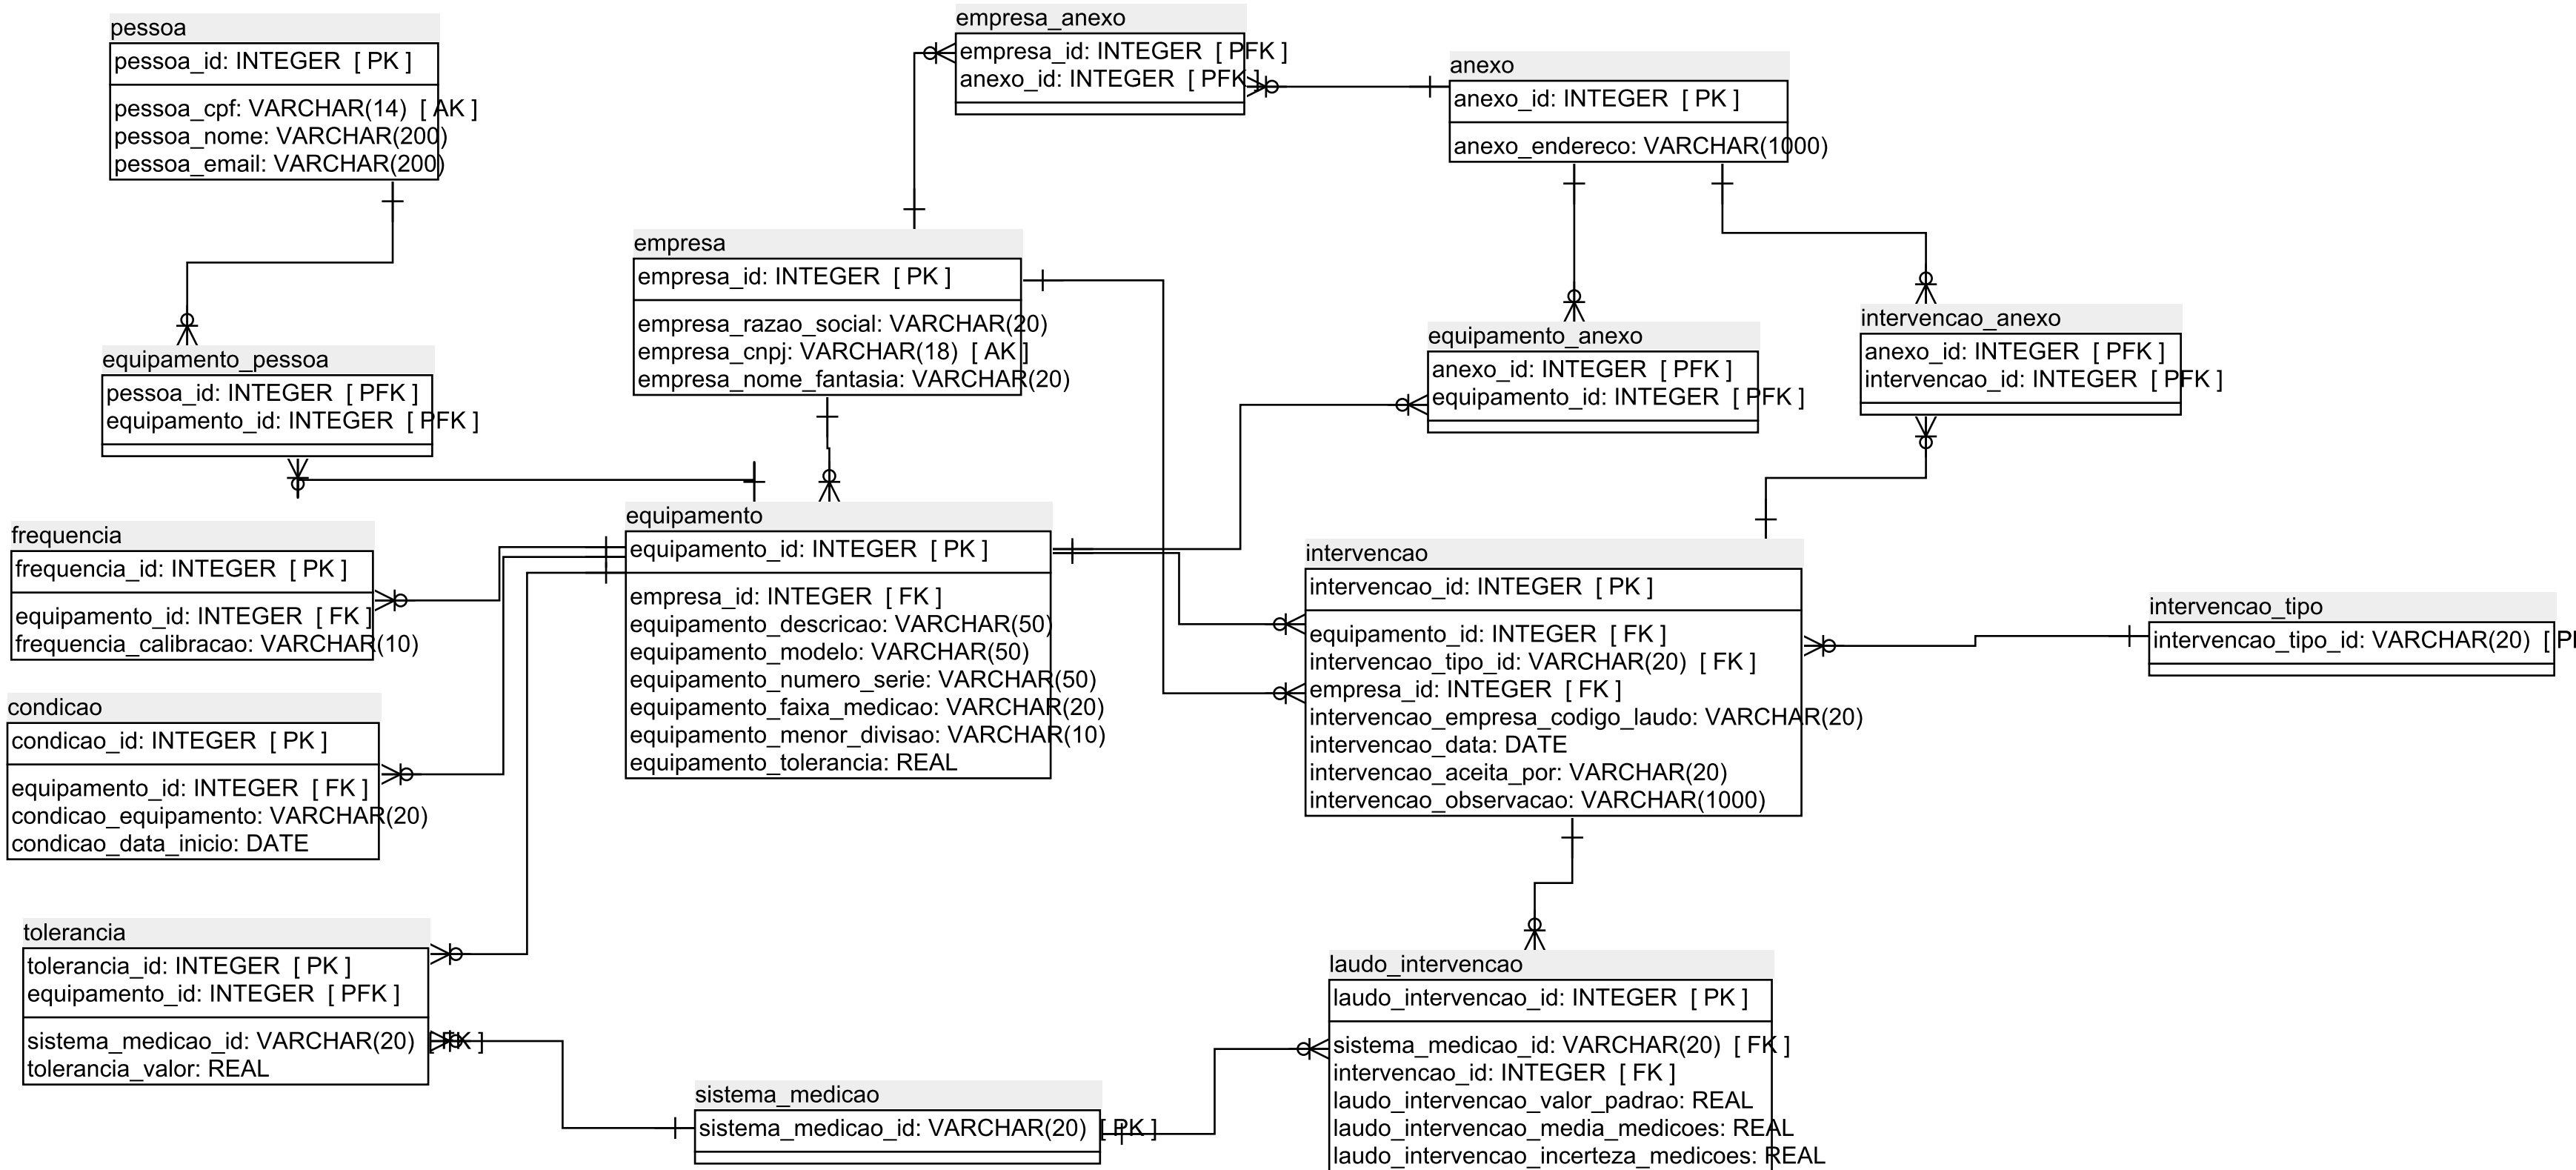 pessoa
pessoa_id: INTEGER [ PK ]
pessoa_cpf: VARCHAR(14) [ AK ]
pessoa_nome: VARCHAR(200)
pessoa_email: VARCHAR(200)
empresa_anexo
empresa_id: INTEGER [ PFK ]
anexo_id: INTEGER [ PFK ]
anexo
anexo_id: INTEGER [ PK ]
anexo_endereco: VARCHAR(1000)
empresa
empresa_id: INTEGER [ PK ]
empresa_razao_social: VARCHAR(20)
empresa_cnpj: VARCHAR(18) [ AK ]
empresa_nome_fantasia: VARCHAR(20)
equipamento_pessoa
pessoa_id: INTEGER [ PFK ]
equipamento_id: INTEGER [ PFK ]
equipamento_anexo
anexo_id: INTEGER [ PFK ]
equipamento_id: INTEGER [ PFK ]
intervencao_anexo
anexo_id: INTEGER [ PFK ]
intervencao_id: INTEGER [ PFK ]
frequencia
frequencia_id: INTEGER [ PK ]
equipamento_id: INTEGER [ FK ]
frequencia_calibracao: VARCHAR(10)
equipamento
equipamento_id: INTEGER [ PK ]
empresa_id: INTEGER [ FK ]
equipamento_descricao: VARCHAR(50)
equipamento_modelo: VARCHAR(50)
equipamento_numero_serie: VARCHAR(50)
equipamento_faixa_medicao: VARCHAR(20)
equipamento_menor_divisao: VARCHAR(10)
equipamento_tolerancia: REAL
intervencao
intervencao_id: INTEGER [ PK ]
equipamento_id: INTEGER [ FK ]
intervencao_tipo_id: VARCHAR(20) [ FK ]
empresa_id: INTEGER [ FK ]
intervencao_empresa_codigo_laudo: VARCHAR(20)
intervencao_data: DATE
intervencao_aceita_por: VARCHAR(20)
intervencao_observacao: VARCHAR(1000)
intervencao_tipo
intervencao_tipo_id: VARCHAR(20) [
condicao
condicao_id: INTEGER [ PK ]
equipamento_id: INTEGER [ FK ]
condicao_equipamento: VARCHAR(20)
condicao_data_inicio: DATE
tolerancia
tolerancia_id: INTEGER [ PK ]
equipamento_id: INTEGER [ PFK ]
sistema_medicao_id: VARCHAR(20) [ FK ]
tolerancia_valor: REAL
sistema_medicao
sistema_medicao_id: VARCHAR(20) [ PK ]
laudo_intervencao
laudo_intervencao_id: INTEGER [ PK ]
sistema_medicao_id: VARCHAR(20) [ FK ]
intervencao_id: INTEGER [ FK ]
laudo_intervencao_valor_padrao: REAL
laudo_intervencao_media_medicoes: REAL
laudo_intervencao_incerteza_medicoes: REAL